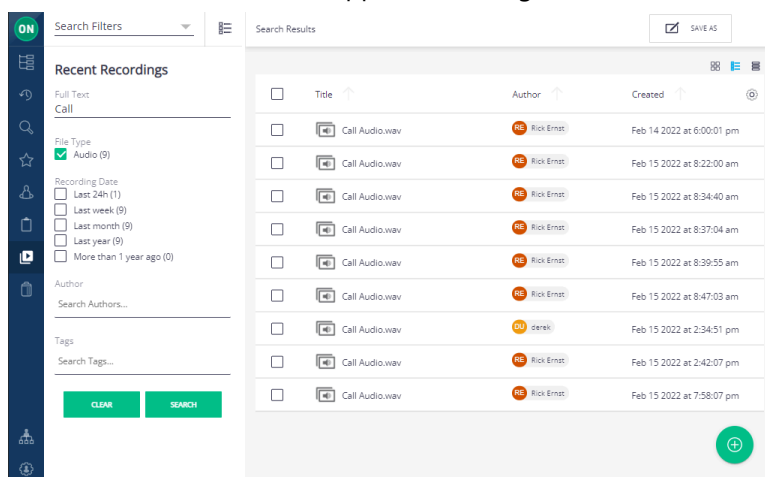 ON
Search Filters
Recent Recordings
Full Text
Call
File Type
Audio (9)
Recording Date
Last 24h (1)
Last week (9)
Last month (9)
Last year (9)
More than 1 year ago (0)
Author
Search Authors...
Tags
Search Tags...
CLEAR SEARCH
Search Results
SAVE AS
Title Author Created
Call Audio.wav RE Rick Ernst Feb 14 2022 at 6:00:01 pm
Call Audio.wav RE Rick Ernst Feb 15 2022 at 8:22:00 am
Call Audio.wav RE Rick Ernst Feb 15 2022 at 8:34:40 am
Call Audio.wav RE Rick Ernst Feb 15 2022 at 8:37:04 am
Call Audio.wav RE Rick Ernst Feb 15 2022 at 8:39:55 am
Call Audio.wav RE Rick Ernst Feb 15 2022 at 8:47:03 am
Call Audio.wav DU derek Feb 15 2022 at 2:34:51 pm
Call Audio.wav RE Rick Ernst Feb 15 2022 at 2:42:07 pm
Call Audio.wav RE Rick Ernst Feb 15 2022 at 7:58:07 pm